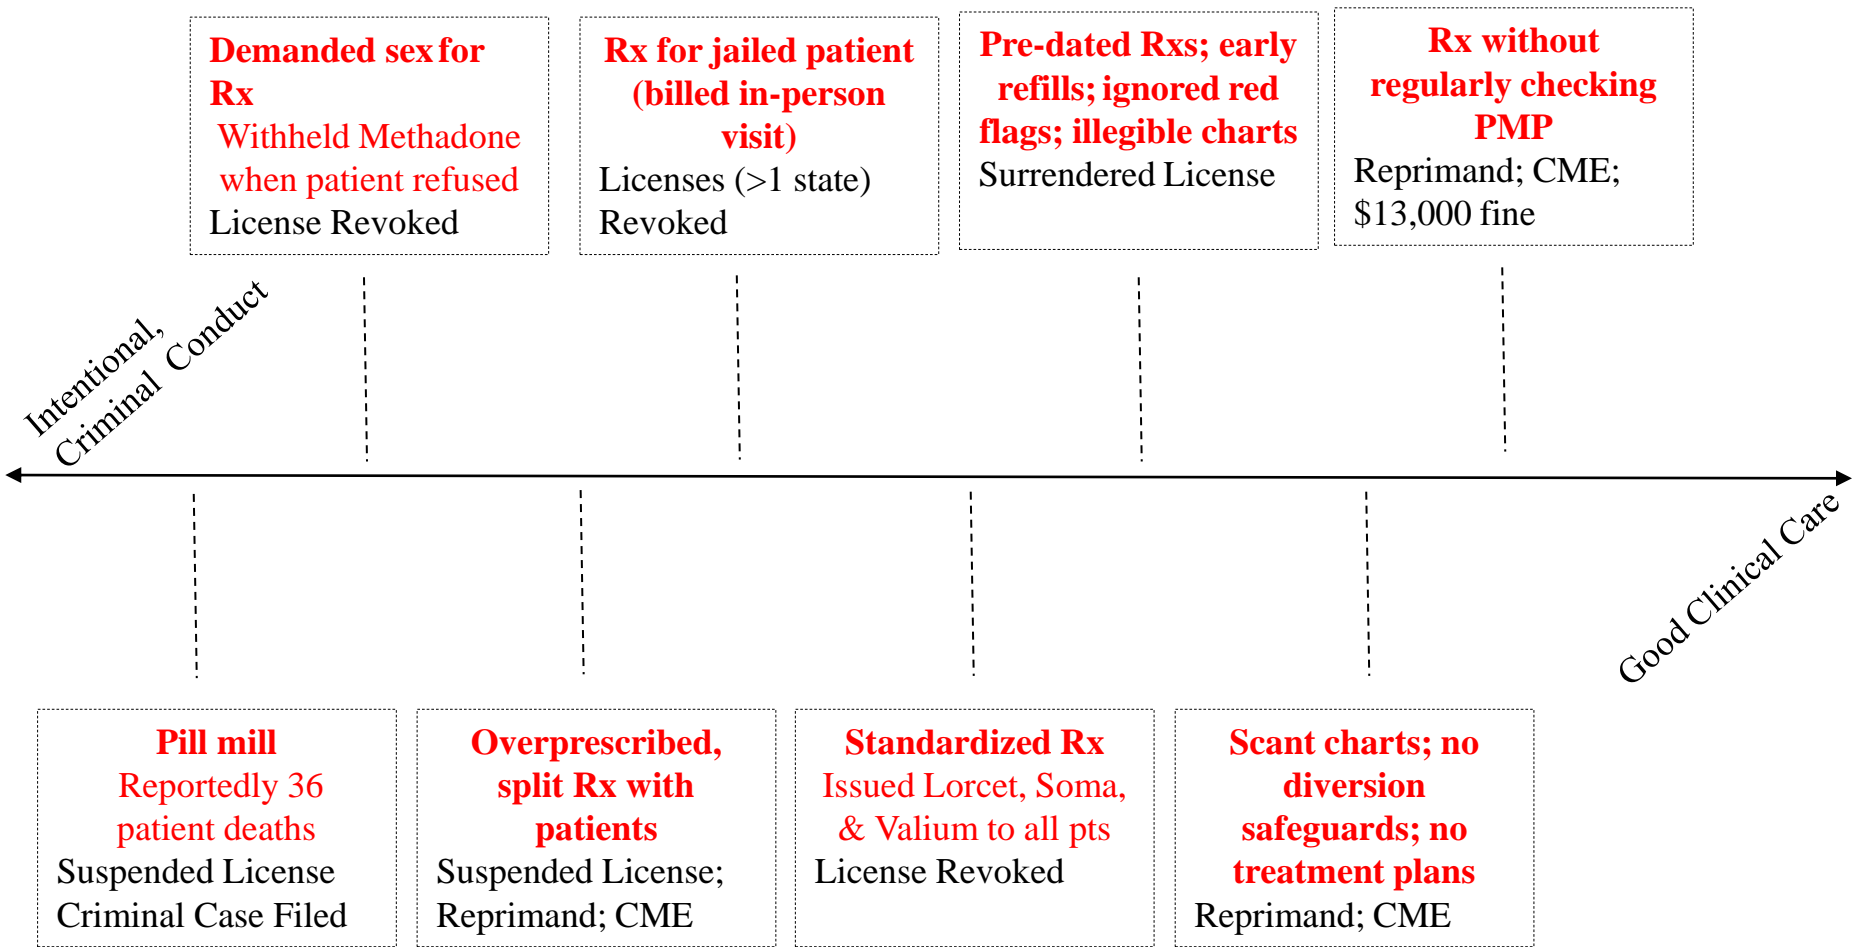 Demanded sex for
Rx
Withheld Methadone
when patient refused
License Revoked
Rx for jailed patient
(billed in-person
visit)
Licenses (>1 state)
Revoked
Pre-dated Rxs; early
refills; ignored red
flags; illegible charts
Surrendered License
Rx without
regularly checking
PMP
Reprimand; CME;
$13,000 fine
Intentional,
Criminal Conduct
Good Clinical Care
Pill mill
Reportedly 36
patient deaths
Suspended License
Criminal Case Filed
Overprescribed,
split Rx with
patients
Suspended License;
Reprimand; CME
Standardized Rx
Issued Lorcet, Soma,
& Valium to all pts
License Revoked
Scant charts; no
diversion
safeguards; no
treatment plans
Reprimand; CME